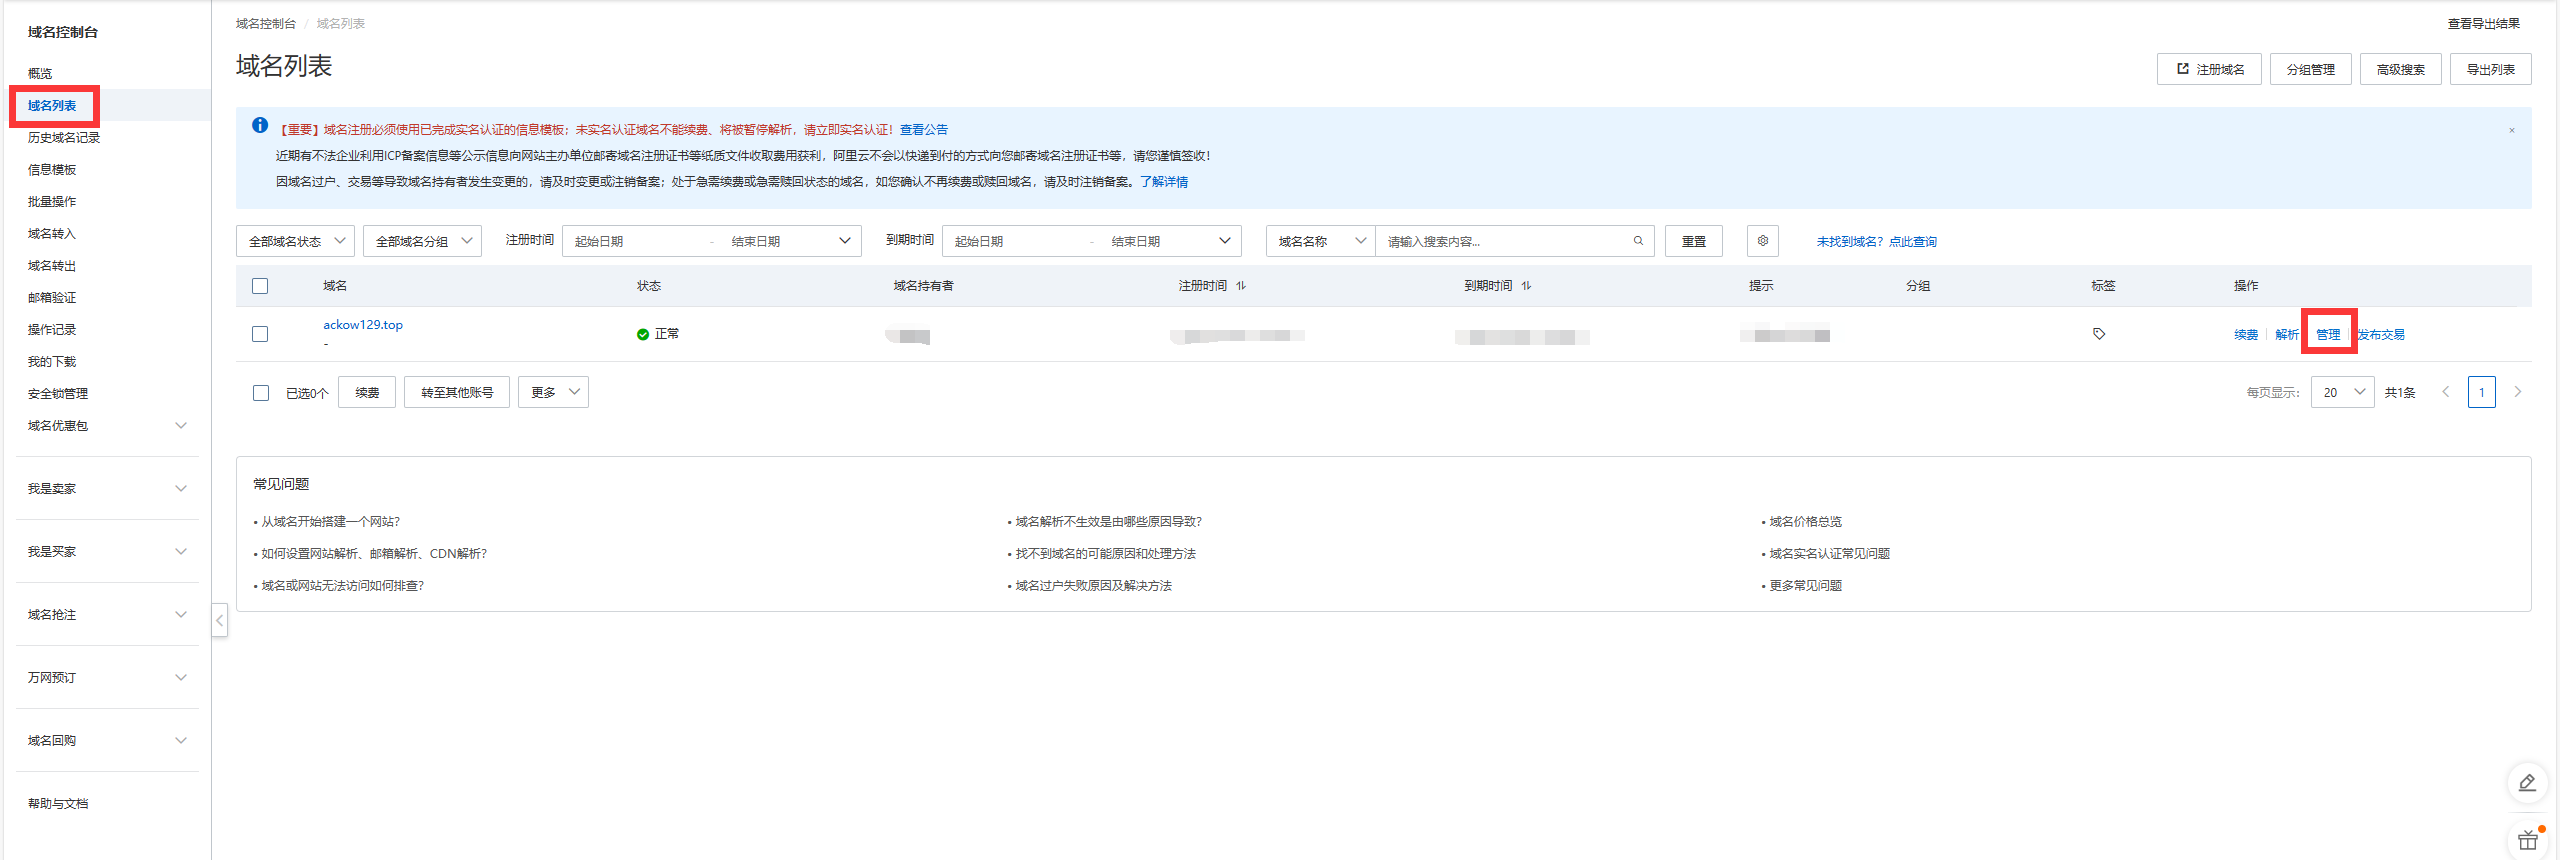 域名控制台
概览
域名列表
历史域名记录
信息模板
批量操作
域名转入
域名转出
邮箱验证
操作记录
我的下载
安全锁管理
域名优惠包
我是卖家
我是买家
域名抢注
万网预订
域名回购
帮助与文档
域名控制台 / 域名列表
查看导出结果
域名列表
注册域名 分组管理 高级搜索 导出列表
【重要】域名注册必须使用已完成实名认证的信息模板；未实名认证域名不能续费、将被暂停解析，请立即实名认证！查看公告
近期有不法企业利用ICP备案信息等公示信息向网站主办单位邮寄域名注册证书等纸质文件收取费用获利，阿里云不会以快递到付的方式向您邮寄域名注册证书等，请您谨慎签收！
因域名过户、交易等导致域名持有者发生变更的，请及时变更或注销备案；处于急需续费或急需赎回状态的域名，如您确认不再续费或赎回域名，请及时注销备案。了解详情
全部域名状态 全部域名分组 注册时间 起始日期 - 结束日期 到期时间 起始日期 - 结束日期 域名名称 请输入搜索内容... 重置 未找到域名？点此查询
域名 状态 域名持有者 注册时间 到期时间 提示 分组 标签 操作
ackow129.top 正常 续费 解析 管理 发布交易
-
已选0个 续费 转至其他账号 更多 每页显示： 20 共1条 1
常见问题
• 从域名开始搭建一个网站？ • 域名解析不生效是由哪些原因导致？ • 域名价格总览
• 如何设置网站解析、邮箱解析、CDN解析？ • 找不到域名的可能原因和处理方法 • 域名实名认证常见问题
• 域名或网站无法访问如何排查？ • 域名过户失败原因及解决方法 • 更多常见问题